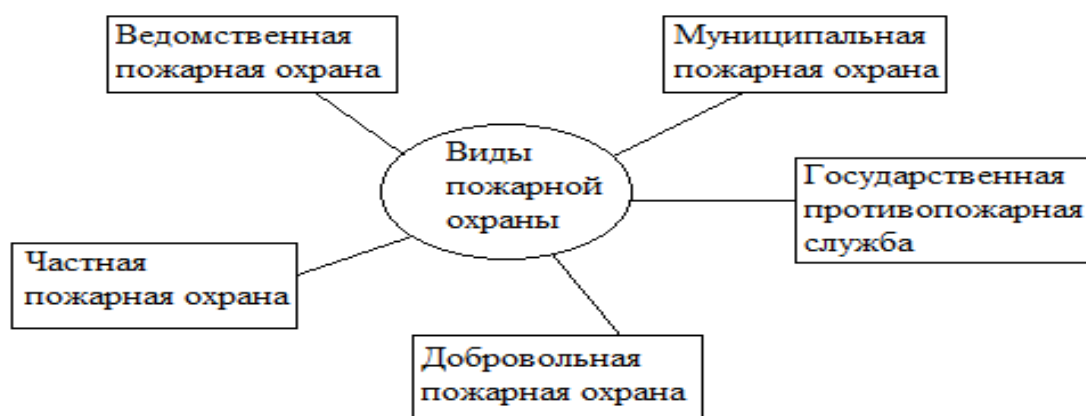 Ведомственная
пожарная охрана
Муниципальная
пожарная охрана
Виды
пожарной
охраны
Государственная
противопожарная
служба
Частная
пожарная охрана
Добровольная
пожарная охрана